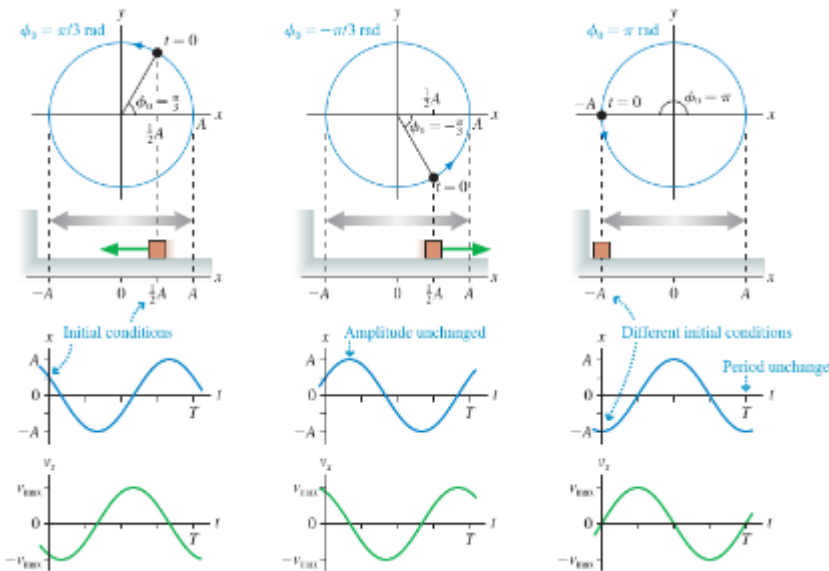 y
ϕ₀ = π/3 rad
t = 0
ϕ₀ = π/3
½A
A
x
−A
0
½A
A
x
y
ϕ₀ = −π/3 rad
½A
ϕ₀ = −π/3
A
x
t = 0
−A
0
½A
A
x
y
ϕ₀ = π rad
−A
t = 0
ϕ₀ = π
A
x
−A
0
A
x
Initial conditions
Amplitude unchanged
Different initial conditions
Period unchange
x
A
0
−A
T
t
x
A
0
−A
T
t
x
A
0
−A
T
t
vₓ
vmax
0
−vmax
T
t
vₓ
vmax
0
−vmax
T
t
vₓ
vmax
0
−vmax
T
t